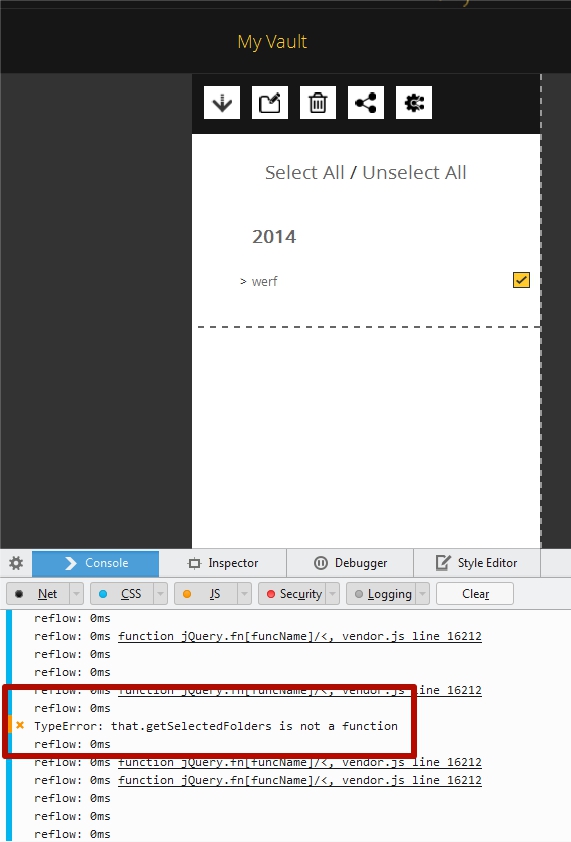 My Vault
Select All / Unselect All
2014
> werf
Console Inspector Debugger Style Editor
Net CSS JS Security Logging Clear
reflow: 0ms
reflow: 0ms function jQuery.fn[funcName]/<, vendor.js line 16212
reflow: 0ms
reflow: 0ms
reflow: 0ms function jQuery.fn[funcName]/<, vendor.js line 16212
reflow: 0ms
TypeError: that.getSelectedFolders is not a function
reflow: 0ms
reflow: 0ms function jQuery.fn[funcName]/<, vendor.js line 16212
reflow: 0ms function jQuery.fn[funcName]/<, vendor.js line 16212
reflow: 0ms
reflow: 0ms
reflow: 0ms